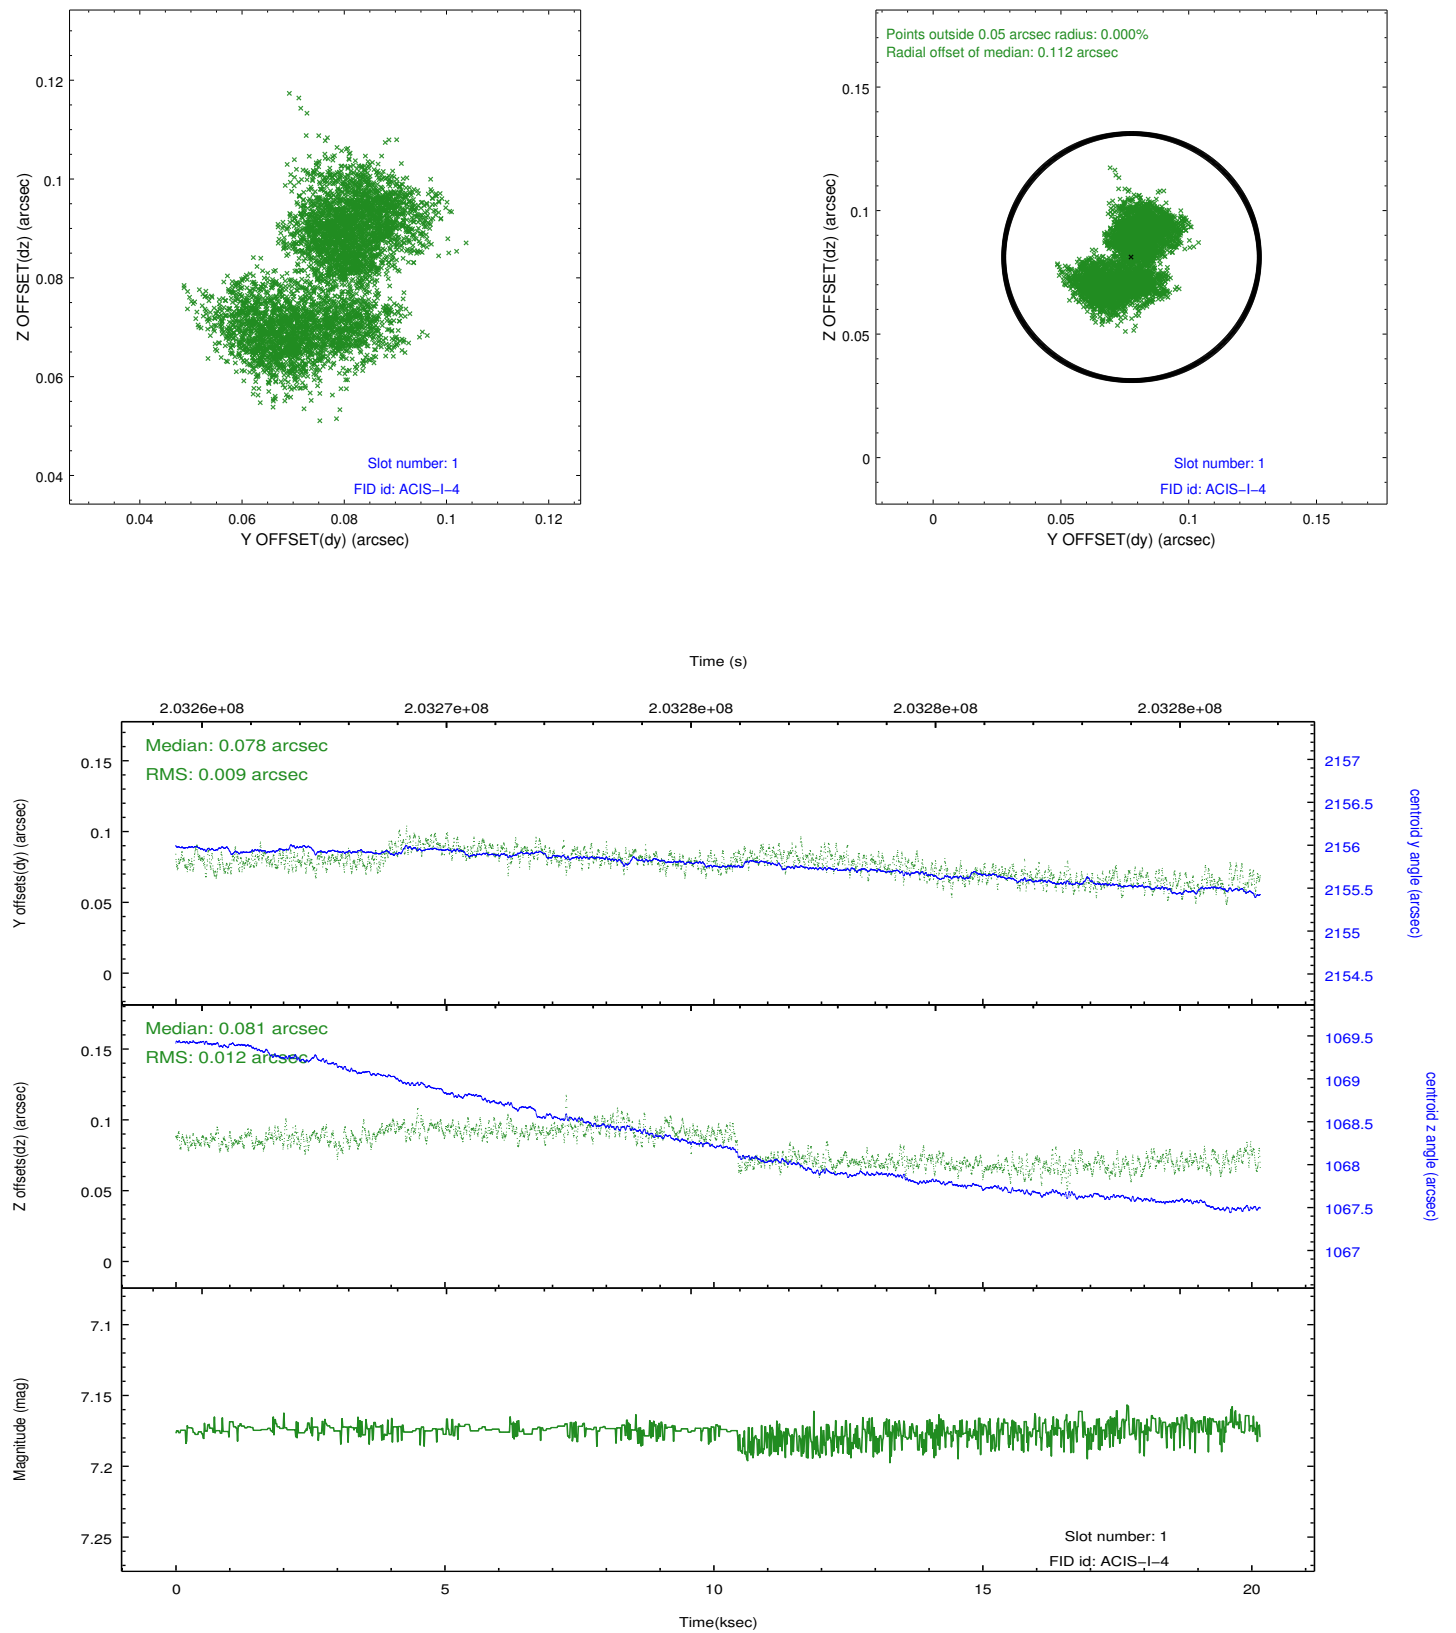 0.12
0.1
0.08
0.06
0.04
Z OFFSET(dz) (arcsec)
Slot number: 1
FID id: ACIS−I−4
0.04 0.06 0.08 0.1 0.12
Y OFFSET(dy) (arcsec)
Points outside 0.05 arcsec radius: 0.000%
Radial offset of median: 0.112 arcsec
0.15
0.1
0.05
0
Z OFFSET(dz) (arcsec)
Slot number: 1
FID id: ACIS−I−4
0 0.05 0.1 0.15
Y OFFSET(dy) (arcsec)
Time (s)
2.0326e+08 2.0327e+08 2.0328e+08 2.0328e+08 2.0328e+08
Median: 0.078 arcsec
RMS: 0.009 arcsec
0.15
0.1
0.05
0
Y offsets(dy) (arcsec)
2157
2156.5
2156
2155.5
2155
2154.5
centroid y angle (arcsec)
Median: 0.081 arcsec
RMS: 0.012 arcsec
0.15
0.1
0.05
0
Z offsets(dz) (arcsec)
1069.5
1069
1068.5
1068
1067.5
1067
centroid z angle (arcsec)
7.1
7.15
7.2
7.25
Magnitude (mag)
Slot number: 1
FID id: ACIS−I−4
0 5 10 15 20
Time(ksec)